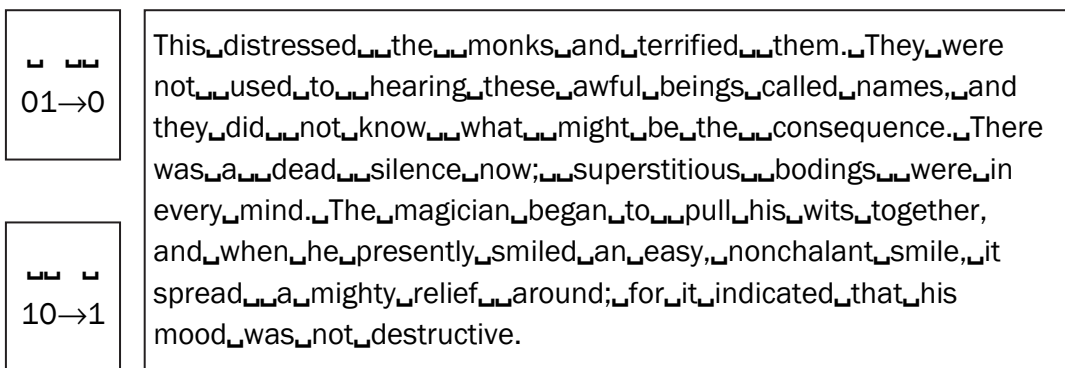 ␣ ␣␣
01→0
␣␣ ␣
10→1
This␣distressed␣␣the␣␣monks␣and␣terrified␣␣them.␣They␣were
not␣␣used␣to␣␣hearing␣these␣awful␣beings␣called␣names,␣and
they␣did␣␣not␣know␣␣what␣␣might␣be␣the␣␣consequence.␣There
was␣a␣␣dead␣␣silence␣now;␣␣superstitious␣␣bodings␣␣were␣in
every␣mind.␣The␣magician␣began␣to␣␣pull␣his␣wits␣together,
and␣when␣he␣presently␣smiled␣an␣easy,␣nonchalant␣smile,␣it
spread␣␣a␣mighty␣relief␣␣around;␣for␣it␣indicated␣that␣his
mood␣was␣not␣destructive.